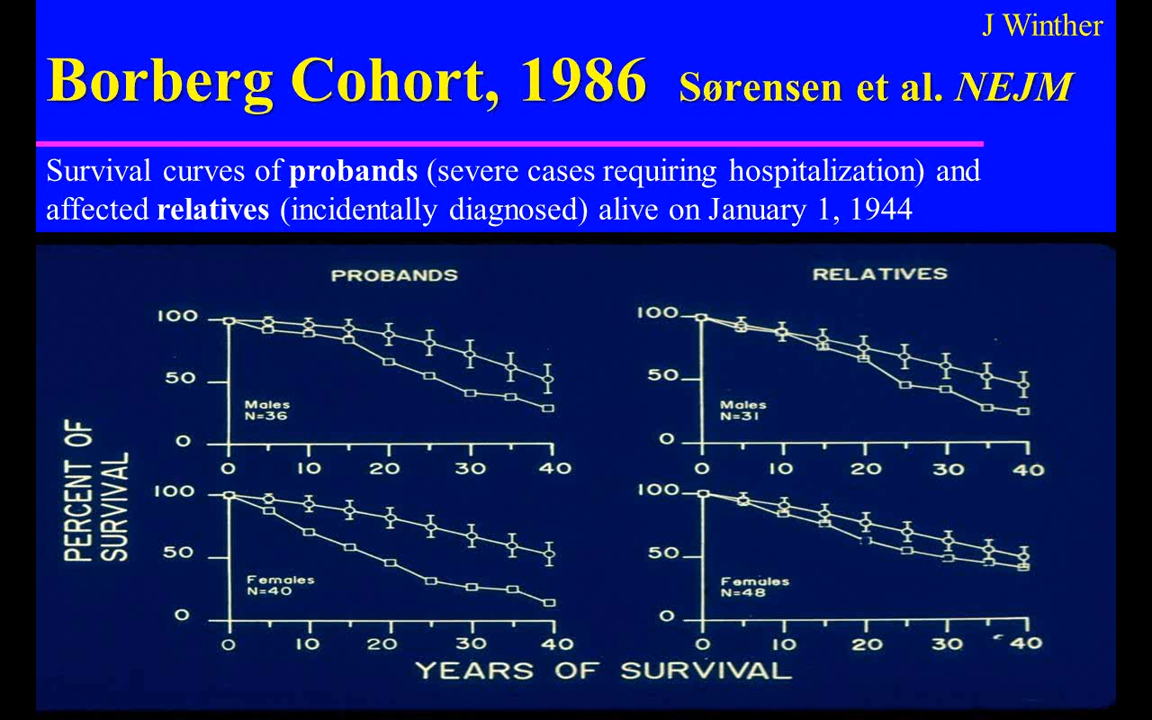 J Winther
Borberg Cohort, 1986 Sørensen et al. NEJM
Survival curves of probands (severe cases requiring hospitalization) and
affected relatives (incidentally diagnosed) alive on January 1, 1944
PROBANDS
RELATIVES
PERCENT OF
SURVIVAL
100
50
0
Males
N=36
0 10 20 30 40
100
50
0
Males
N=31
0 10 20 30 40
100
50
0
Females
N=40
0 10 20 30 40
100
50
0
Females
N=48
0 10 20 30 40
YEARS OF SURVIVAL